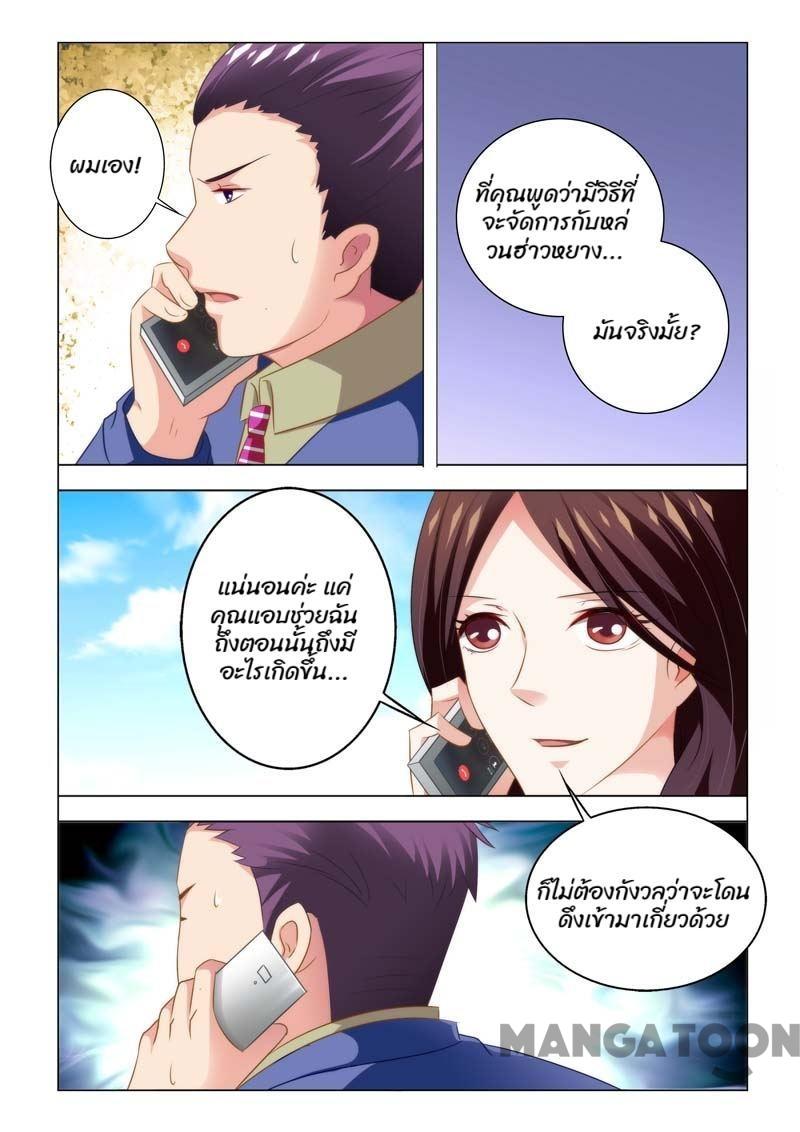 ผมเอง!
ที่คุณพูดว่ามีวิธีที่
จะจัดการกับหล่
วนฮ่าวหยาง...
มันจริงมั้ย?
แน่นอนค่ะ แค่
คุณแอบช่วยฉัน
ถึงตอนนั้นถึงมี
อะไรเกิดขึ้น...
ก็ไม่ต้องกังวลว่าจะโดน
ดึงเข้ามาเกี่ยวด้วย
MANGATOON